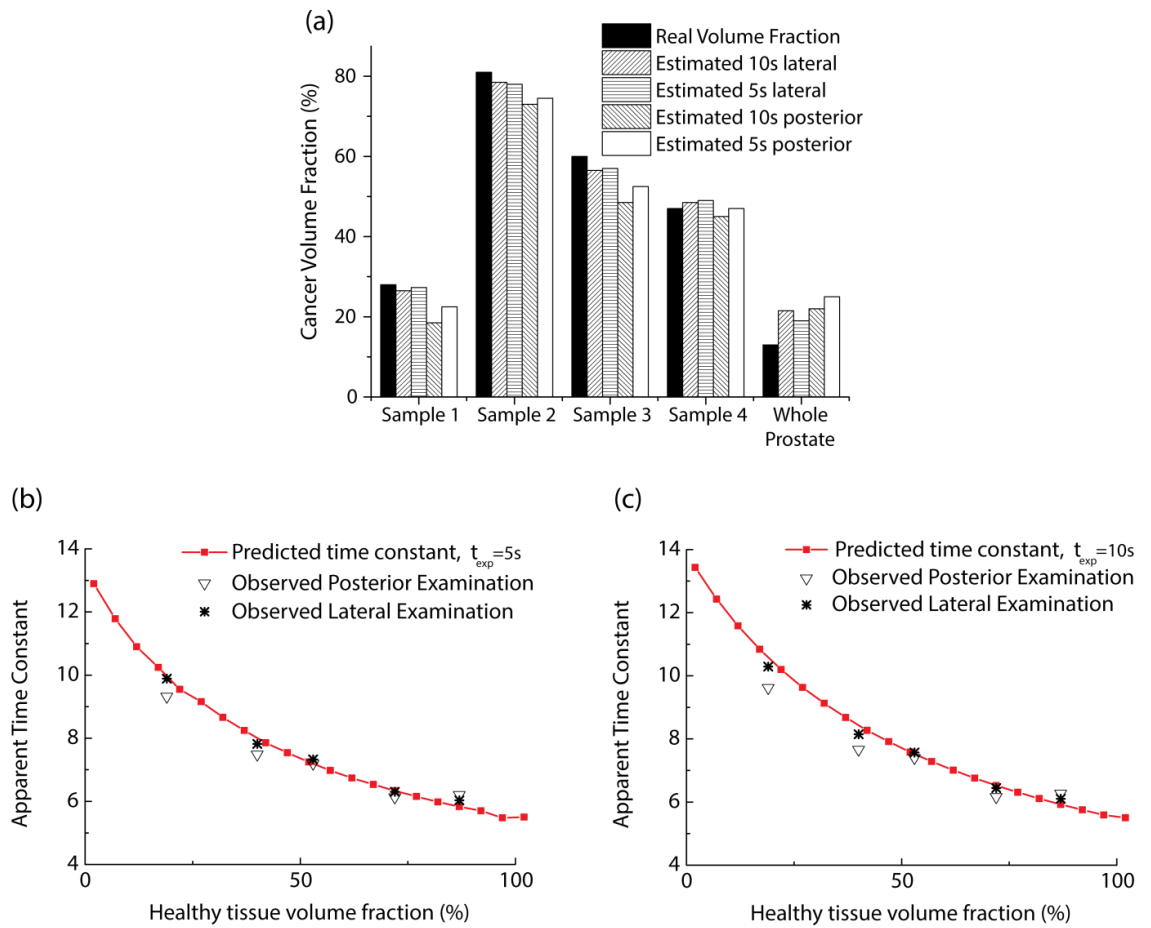 (a)
Real Volume Fraction
Estimated 10s lateral
Estimated 5s lateral
Estimated 10s posterior
Estimated 5s posterior
Cancer Volume Fraction (%)
80
60
40
20
0
Sample 1
Sample 2
Sample 3
Sample 4
Whole
Prostate
(b)
Predicted time constant, t_exp=5s
Observed Posterior Examination
Observed Lateral Examination
Apparent Time Constant
14
12
10
8
6
4
0
50
100
Healthy tissue volume fraction (%)
(c)
Predicted time constant, t_exp=10s
Observed Posterior Examination
Observed Lateral Examination
Apparent Time Constant
14
12
10
8
6
4
0
50
100
Healthy tissue volume fraction (%)